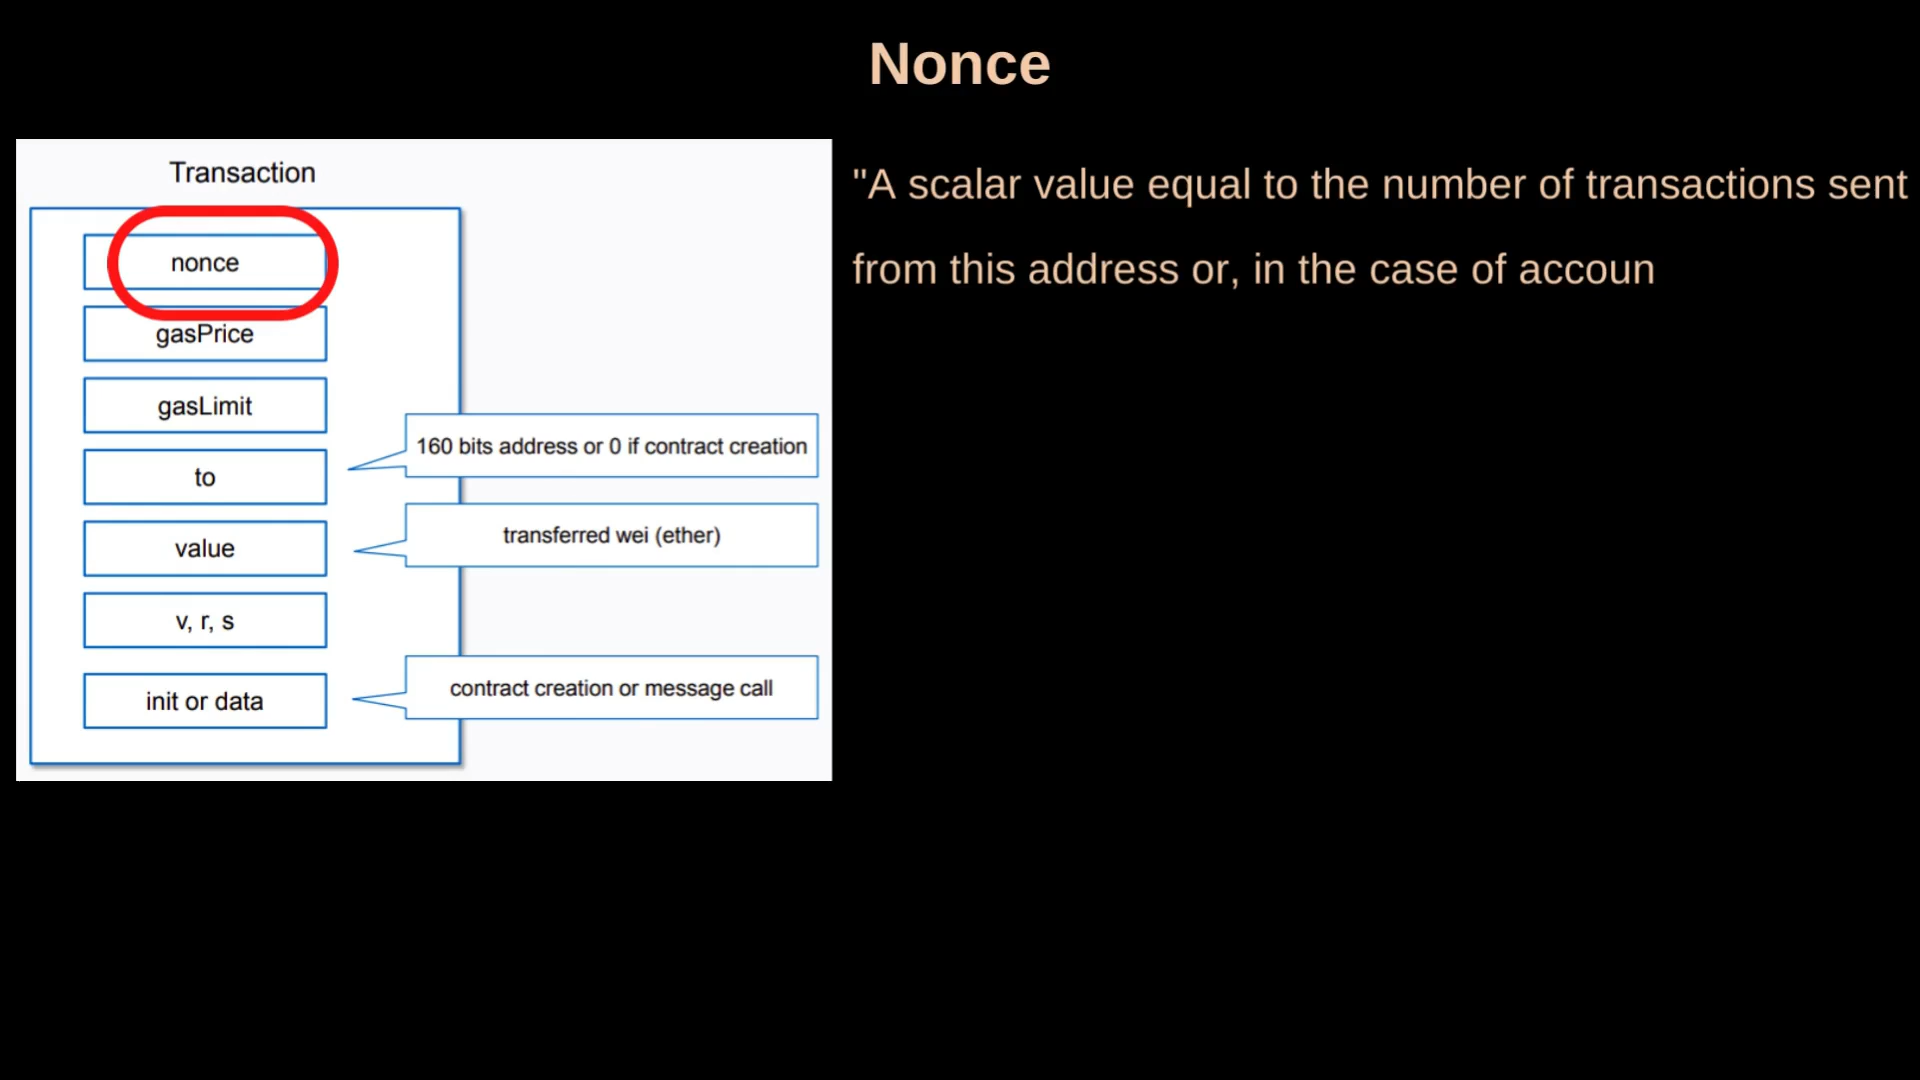 Nonce
Transaction
nonce
gasPrice
gasLimit
to
value
v, r, s
init or data
160 bits address or 0 if contract creation
transferred wei (ether)
contract creation or message call
"A scalar value equal to the number of transactions sent
from this address or, in the case of accoun